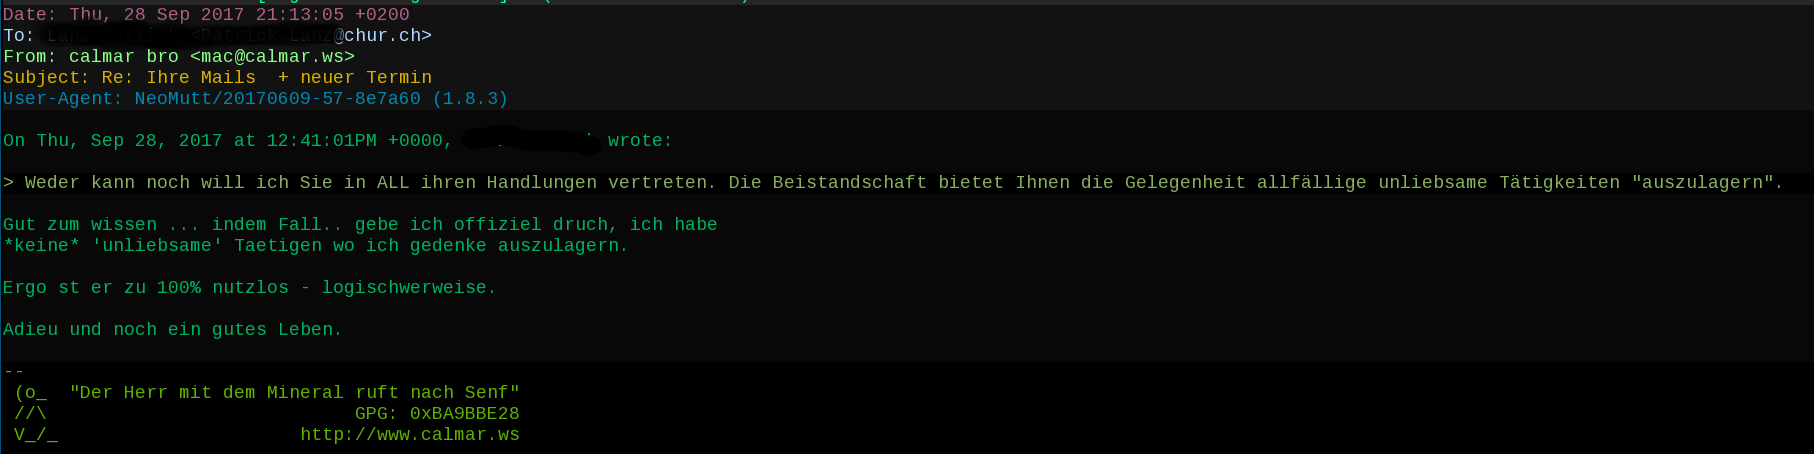 Date: Thu, 28 Sep 2017 21:13:05 +0200
To: @chur.ch>
From: calmar bro <mac@calmar.ws>
Subject: Re: Ihre Mails  + neuer Termin
User-Agent: NeoMutt/20170609-57-8e7a60 (1.8.3)
On Thu, Sep 28, 2017 at 12:41:01PM +0000, wrote:
> Weder kann noch will ich Sie in ALL ihren Handlungen vertreten. Die Beistandschaft bietet Ihnen die Gelegenheit allfällige unliebsame Tätigkeiten "auszulagern".
Gut zum wissen ... indem Fall.. gebe ich offiziel druch, ich habe
*keine* 'unliebsame' Taetigen wo ich gedenke auszulagern.
Ergo st er zu 100% nutzlos - logischwerweise.
Adieu und noch ein gutes Leben.
--
(o_  "Der Herr mit dem Mineral ruft nach Senf"
//\ GPG: 0xBA9BBE28
V_/_ http://www.calmar.ws